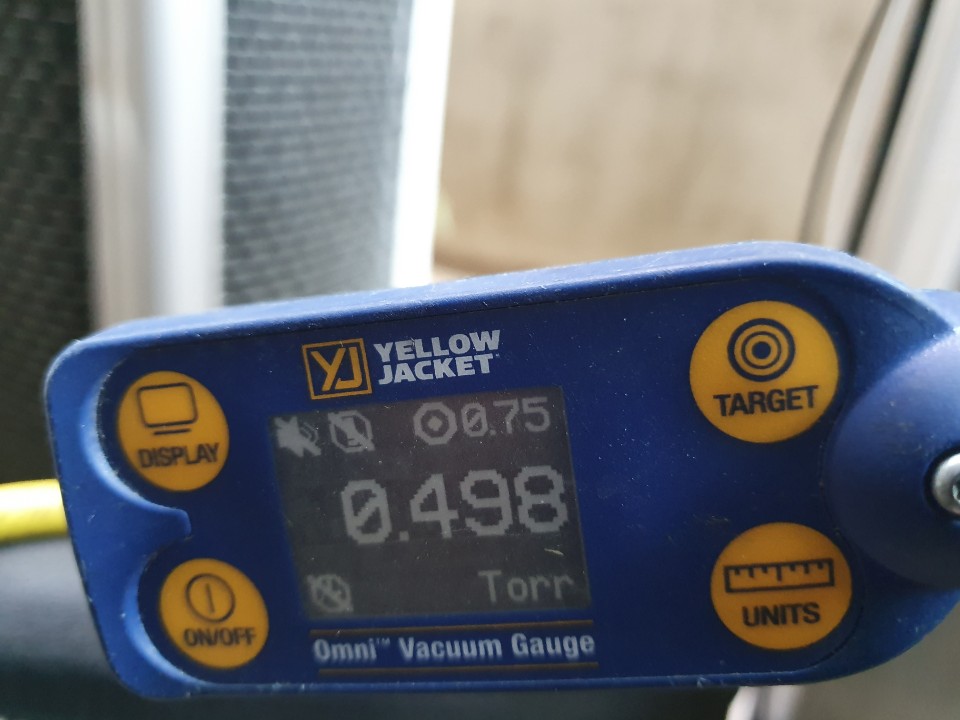 YJ YELLOW
JACKET
TARGET
DISPLAY
0.75
0.498
Torr
ON/OFF
UNITS
Omni™ Vacuum Gauge